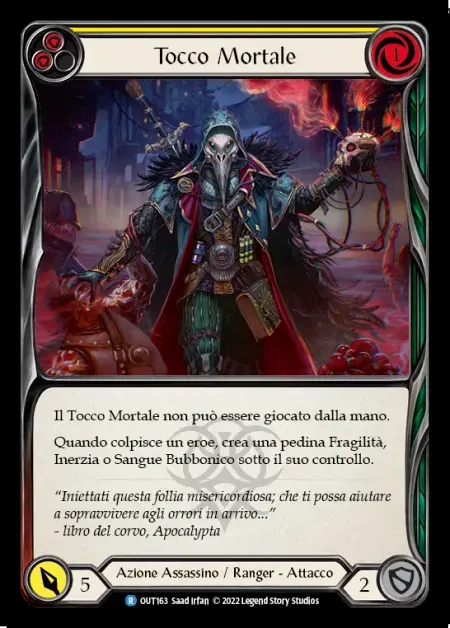 Tocco Mortale
1
Il Tocco Mortale non può essere giocato dalla mano.
Quando colpisce un eroe, crea una pedina Fragilità,
Inerzia o Sangue Bubbonico sotto il suo controllo.
“Iniettati questa follia misericordiosa; che ti possa aiutare
a sopravvivere agli orrori in arrivo...”
- libro del corvo, Apocalypta
5
Azione Assassino / Ranger - Attacco
2
R OUT163 Saad Irfan © 2022 Legend Story Studios